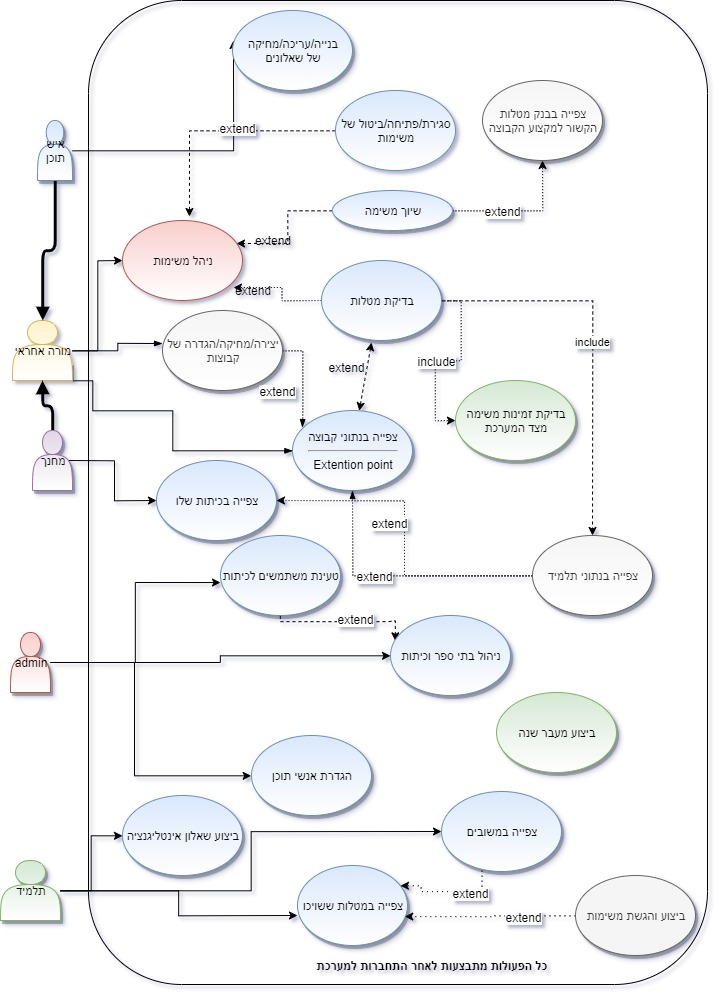 בנייה/עריכה/מחיקה
של שאלונים
סגירת/פתיחה/ביטול של
משימות
צפייה בבנק מטלות
הקשור למקצוע הקבוצה
extend
איש
תוכן
שיוך משימה
extend
extend
ניהל משימות
extend
בדיקת מטלות
מורה אחראי
יצירה/מחיקה/הגדרה של
קבוצות
include
extend
include
extend
בדיקת זמינות משימה
מצד המערכת
צפייה בנתוני קבוצה
Extention point
מחנך
צפייה בכיתות שלו
extend
טעינת משתמשים לכיתות
extend
צפייה בנתוני תלמיד
extend
admin
ניהול בתי ספר וכיתות
ביצוע מעבר שנה
הגדרת אנשי תוכן
ביצוע שאלון אינטליגנציה
צפייה במשובים
תלמיד
extend
צפייה במטלות ששויכו
extend
ביצוע והגשת משימות
כל הפעולות מתבצעות לאחר התחברות למערכת